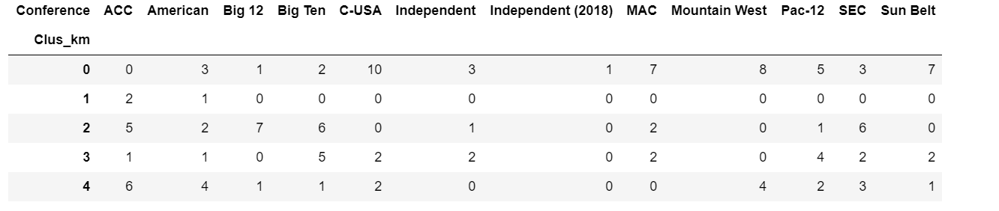 Conference ACC American Big 12 Big Ten C-USA Independent Independent (2018) MAC Mountain West Pac-12 SEC Sun Belt
Clus_km
0 0 3 1 2 10 3 1 7 8 5 3 7
1 2 1 0 0 0 0 0 0 0 0 0 0
2 5 2 7 6 0 1 0 2 0 1 6 0
3 1 1 0 5 2 2 0 2 0 4 2 2
4 6 4 1 1 2 0 0 0 4 2 3 1